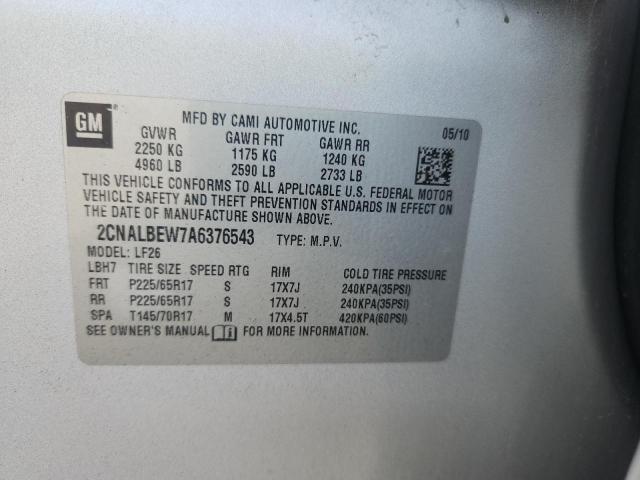 GM
MFD BY CAMI AUTOMOTIVE INC. 05/10
GVWR GAWR FRT GAWR RR
2250 KG 1175 KG 1240 KG
4960 LB 2590 LB 2733 LB
THIS VEHICLE CONFORMS TO ALL APPLICABLE U.S. FEDERAL MOTOR
VEHICLE SAFETY AND THEFT PREVENTION STANDARDS IN EFFECT ON
THE DATE OF MANUFACTURE SHOWN ABOVE.
2CNALBEW7A6376543 TYPE: M.P.V.
MODEL: LF26
LBH7 TIRE SIZE SPEED RTG RIM COLD TIRE PRESSURE
FRT P225/65R17 S 17X7J 240KPA(35PSI)
RR P225/65R17 S 17X7J 240KPA(35PSI)
SPA T145/70R17 M 17X4.5T 420KPA(60PSI)
SEE OWNER'S MANUAL i FOR MORE INFORMATION.